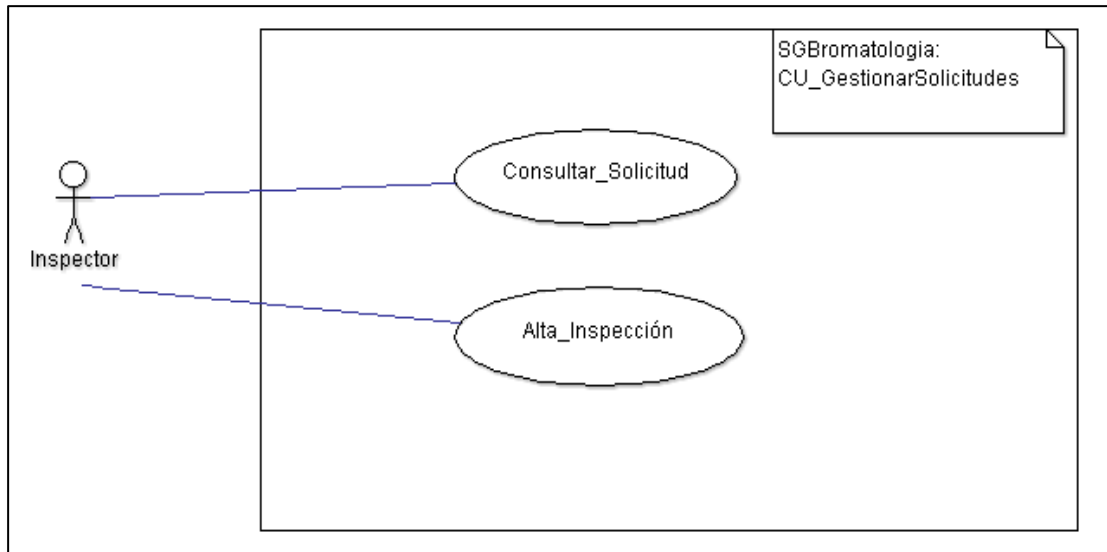 SGBromatologia:
CU_GestionarSolicitudes
Consultar_Solicitud
Inspector
Alta_Inspección